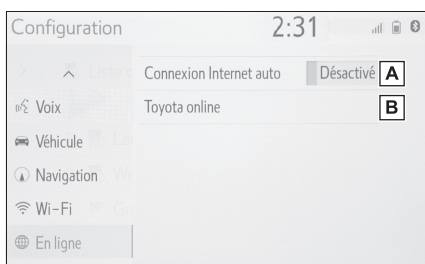 Configuration 2:31
Connexion Internet auto Désactivé A
Toyota online B
Voix
Véhicule
Navigation
Wi-Fi
En ligne